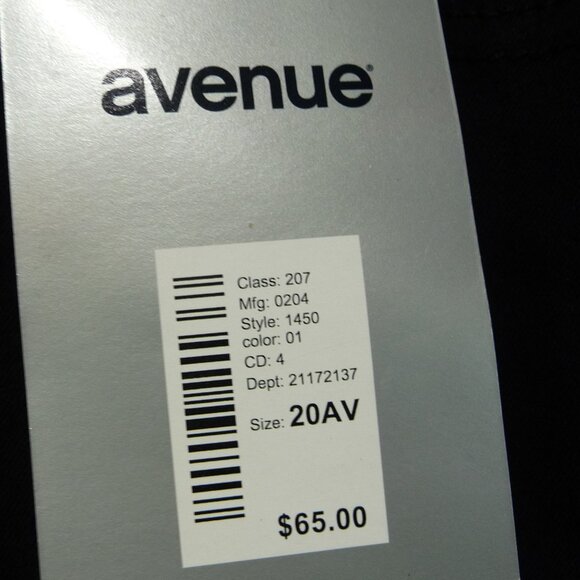 avenue®
Class: 207
Mfg: 0204
Style: 1450
color: 01
CD: 4
Dept: 21172137
Size: 20AV
$65.00